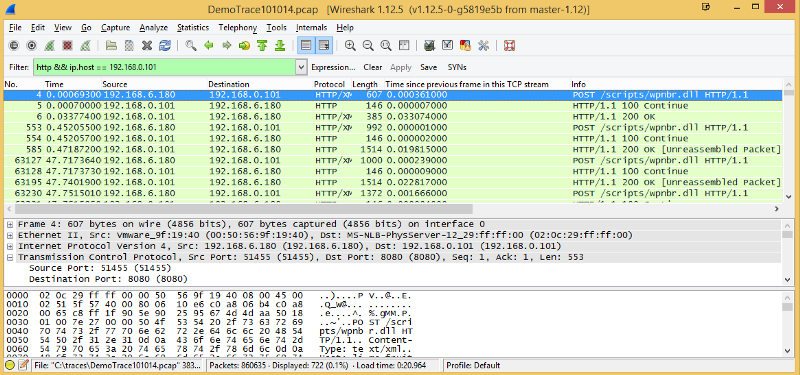 DemoTrace101014.pcap [Wireshark 1.12.5 (v1.12.5-0-g5819e5b from master-1.12)]
File Edit View Go Capture Analyze Statistics Telephony Tools Internals Help
Filter: http && ip.host == 192.168.0.101 Expression... Clear Apply Save SYNs
No. Time Source Destination Protocol Length Time since previous frame in this TCP stream Info
4 0.00069300 192.168.6.180 192.168.0.101 HTTP/XM 607 0.000361000 POST /scripts/wpnbr.dll HTTP/1.1
5 0.00070000 192.168.0.101 192.168.6.180 HTTP 146 0.000007000 HTTP/1.1 100 Continue
6 0.03377400 192.168.0.101 192.168.6.180 HTTP/XM 385 0.033074000 HTTP/1.1 200 OK
553 0.45205500 192.168.6.180 192.168.0.101 HTTP/XM 992 0.000001000 POST /scripts/wpnbr.dll HTTP/1.1
554 0.45205700 192.168.0.101 192.168.6.180 HTTP 146 0.000002000 HTTP/1.1 100 Continue
585 0.47187200 192.168.0.101 192.168.6.180 HTTP 1514 0.019815000 HTTP/1.1 200 OK [Unreassembled Packet]
63127 47.7173640 192.168.6.180 192.168.0.101 HTTP/XM 1000 0.000239000 POST /scripts/wpnbr.dll HTTP/1.1
63128 47.7173730 192.168.0.101 192.168.6.180 HTTP 146 0.000009000 HTTP/1.1 100 Continue
63195 47.7401900 192.168.0.101 192.168.6.180 HTTP 1514 0.022817000 HTTP/1.1 200 OK [Unreassembled Packet]
63230 47.7515010 192.168.6.180 192.168.0.101 HTTP/XM 1372 0.001666000 POST /scripts/wpnbr.dll HTTP/1.1
Frame 4: 607 bytes on wire (4856 bits), 607 bytes captured (4856 bits) on interface 0
Ethernet II, Src: Vmware_9f:19:40 (00:50:56:9f:19:40), Dst: MS-NLB-PhysServer-12_29:ff:ff:00 (02:0c:29:ff:ff:00)
Internet Protocol Version 4, Src: 192.168.6.180 (192.168.6.180), Dst: 192.168.0.101 (192.168.0.101)
Transmission Control Protocol, Src Port: 51455 (51455), Dst Port: 8080 (8080), Seq: 1, Ack: 1, Len: 553
Source Port: 51455 (51455)
Destination Port: 8080 (8080)
0000 02 0c 29 ff ff 00 00 50 56 9f 19 40 08 00 45 00 ..)....P V..@..E.
0010 02 51 5f 57 40 00 80 06 10 e6 c0 a8 06 b4 c0 a8 .Q_W@... ........
0020 00 65 c8 ff 1f 90 5e 90 25 95 67 4d 4d aa 50 18 .e....^. %.gMM.P.
0030 01 00 7e 27 00 00 50 4f 53 54 20 2f 73 63 72 69 ..~'..PO ST /scri
0040 70 74 73 2f 77 70 6e 62 72 2e 64 6c 6c 20 48 54 pts/wpnb r.dll HT
0050 54 50 2f 31 2e 31 0d 0a 43 6f 6e 74 65 6e 74 2d TP/1.1.. Content-
0060 54 79 70 65 3a 20 74 65 78 74 2f 78 6d 6c 0d 0a Type: te xt/xml..
File: "C:\traces\DemoTrace101014.pcap" 383... Packets: 860635 · Displayed: 722 (0.1%) · Load time: 0:20.964 Profile: Default